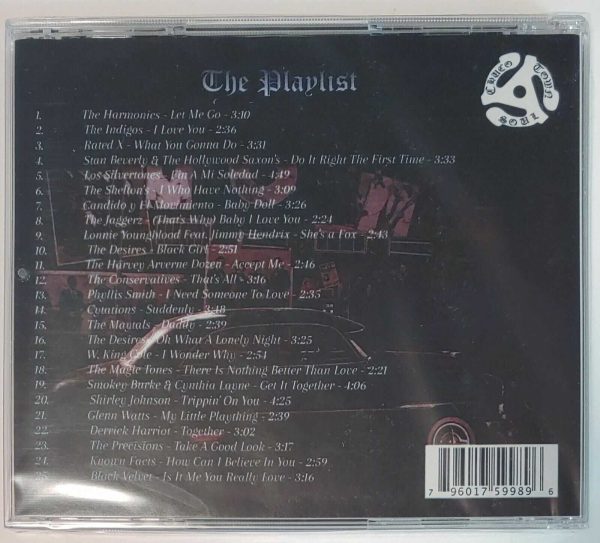 The Playlist
CHUCO TOWN SOUL
1. The Harmonics - Let Me Go - 3:10
2. The Indigos - I Love You - 2:36
3. Rated X - What You Gonna Do - 3:31
4. Stan Beverly & The Hollywood Saxon's - Do It Right The First Time - 3:33
5. Los Silvertones - Fin A Mi Soledad - 4:49
6. The Shelton's - I Who Have Nothing - 3:09
7. Candido y El Movimiento - Baby Doll - 3:26
8. The Jaggerz - (That's Why) Baby I Love You - 2:24
9. Lonnie Youngblood Feat. Jimmy Hendrix - She's a Fox - 2:43
10. The Desires - Black Girl - 2:51
11. The Harvey Arverne Dozen - Accept Me - 2:46
12. The Conservatives - That's All - 3:16
13. Phyllis Smith - I Need Someone To Love - 2:35
14. Cutations - Suddenly - 3:48
15. The Maytals - Daddy - 2:39
16. The Desires - Oh What A Lonely Night - 3:25
17. W. King Cole - I Wonder Why - 2:54
18. The Magic Tones - There Is Nothing Better Than Love - 2:21
19. Smokey Burke & Cynthia Layne - Get It Together - 4:06
20. Shirley Johnson - Trippin' On You - 4:25
21. Glenn Watts - My Little Plaything - 2:39
22. Derrick Harriot - Together - 3:02
23. The Precisions - Take A Good Look - 3:17
24. Known Facts - How Can I Believe In You - 2:59
25. Black Velvet - Is It Me You Really Love - 3:16
7 96017 59989 6